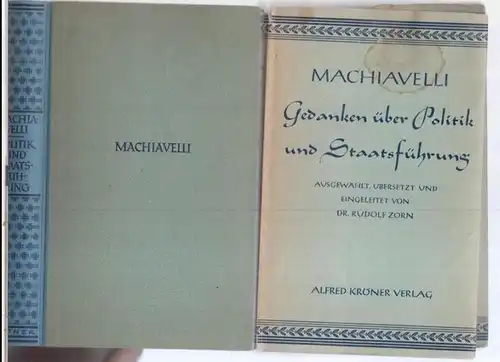 MACHIA-
VELLI
POLITIK
UND
STAATS-
FÜH-
RUNG
MACHIAVELLI
MACHIAVELLI
Gedanken über Politik
und Staatsführung
AUSGEWÄHLT, ÜBERSETZT UND
EINGELEITET VON
DR. RUDOLF ZORN
ALFRED KRÖNER VERLAG